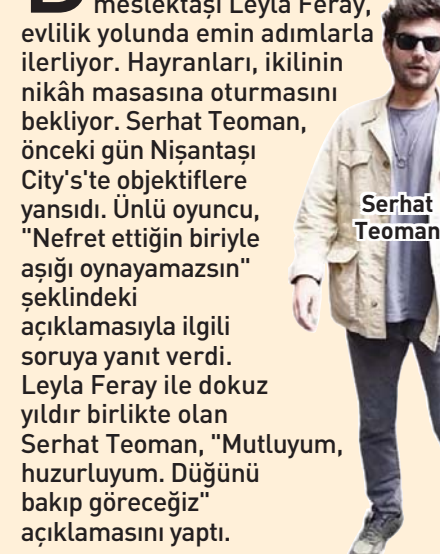 meslektaşı Leyla Feray,
evlilik yolunda emin adımlarla
ilerliyor. Hayranları, ikilinin
nikâh masasına oturmasını
bekliyor. Serhat Teoman,
önceki gün Nişantaşı
City's'te objektiflere
yansıdı. Ünlü oyuncu,
"Nefret ettiğin biriyle
aşığı oynayamazsın"
şeklindeki
açıklamasıyla ilgili
soruya yanıt verdi.
Leyla Feray ile dokuz
yıldır birlikte olan
Serhat Teoman, "Mutluyum,
huzurluyum. Düğünü
bakıp göreceğiz"
açıklamasını yaptı.
Serhat
Teoman